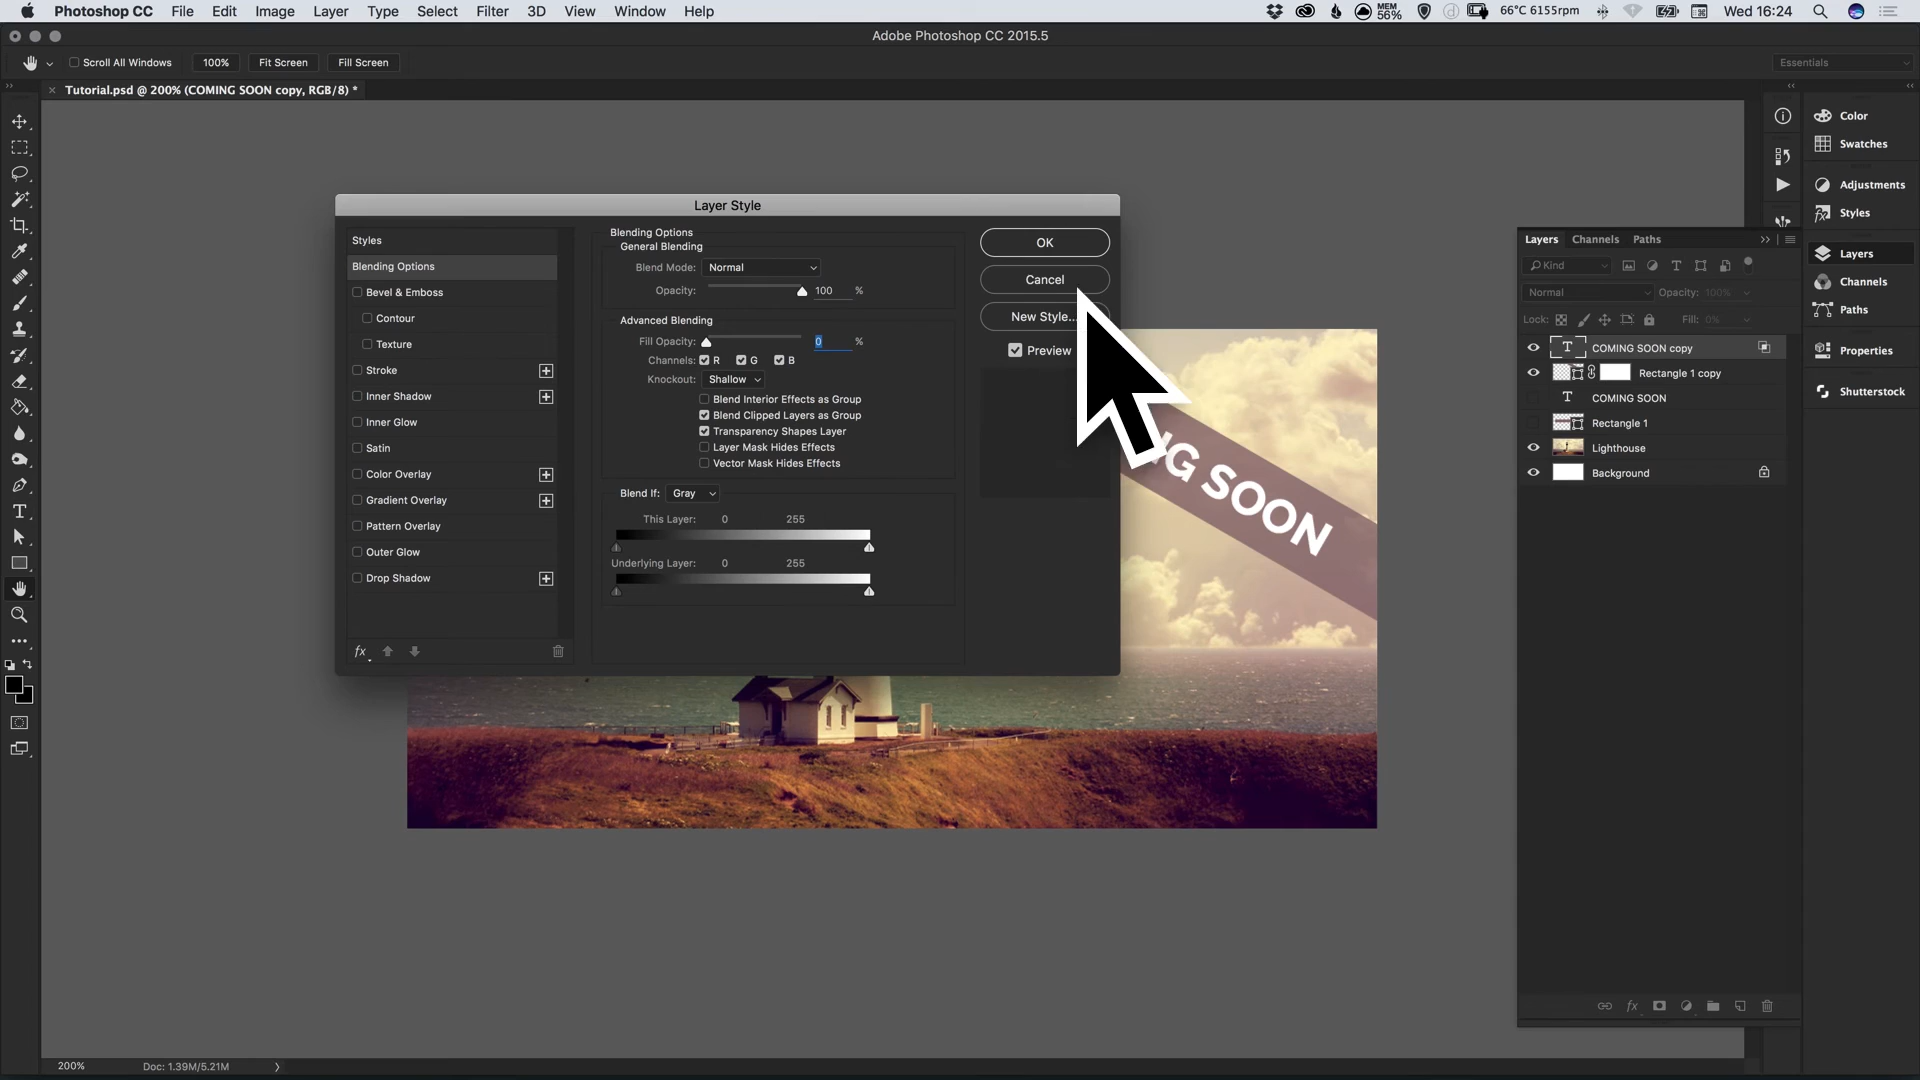 Photoshop CC File Edit Image Layer Type Select Filter 3D View Window Help MEM 56% 66°C 6155rpm Wed 16:24
Adobe Photoshop CC 2015.5
Scroll All Windows 100% Fit Screen Fill Screen Essentials
Tutorial.psd @ 200% (COMING SOON copy, RGB/8) *
Layer Style
Styles
Blending Options
Bevel & Emboss
Contour
Texture
Stroke
Inner Shadow
Inner Glow
Satin
Color Overlay
Gradient Overlay
Pattern Overlay
Outer Glow
Drop Shadow
fx
Blending Options
General Blending
Blend Mode: Normal
Opacity: 100 %
Advanced Blending
Fill Opacity: 0 %
Channels: R G B
Knockout: Shallow
Blend Interior Effects as Group
Blend Clipped Layers as Group
Transparency Shapes Layer
Layer Mask Hides Effects
Vector Mask Hides Effects
Blend If: Gray
This Layer: 0 255
Underlying Layer: 0 255
OK
Cancel
New Style...
Preview
NG SOON
Layers Channels Paths
Kind
Normal Opacity: 100%
Lock: Fill: 0%
COMING SOON copy
Rectangle 1 copy
COMING SOON
Rectangle 1
Lighthouse
Background
fx
Color
Swatches
Adjustments
Styles
Layers
Channels
Paths
Properties
Shutterstock
200% Doc: 1.39M/5.21M